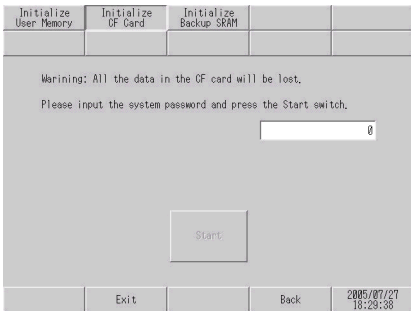 Initialize User Memory
Initialize CF Card
Initialize Backup SRAM
Warining: All the data in the CF card will be lost.
Please input the system password and press the Start switch.
0
Start
Exit
Back
2005/07/27
18:29:38